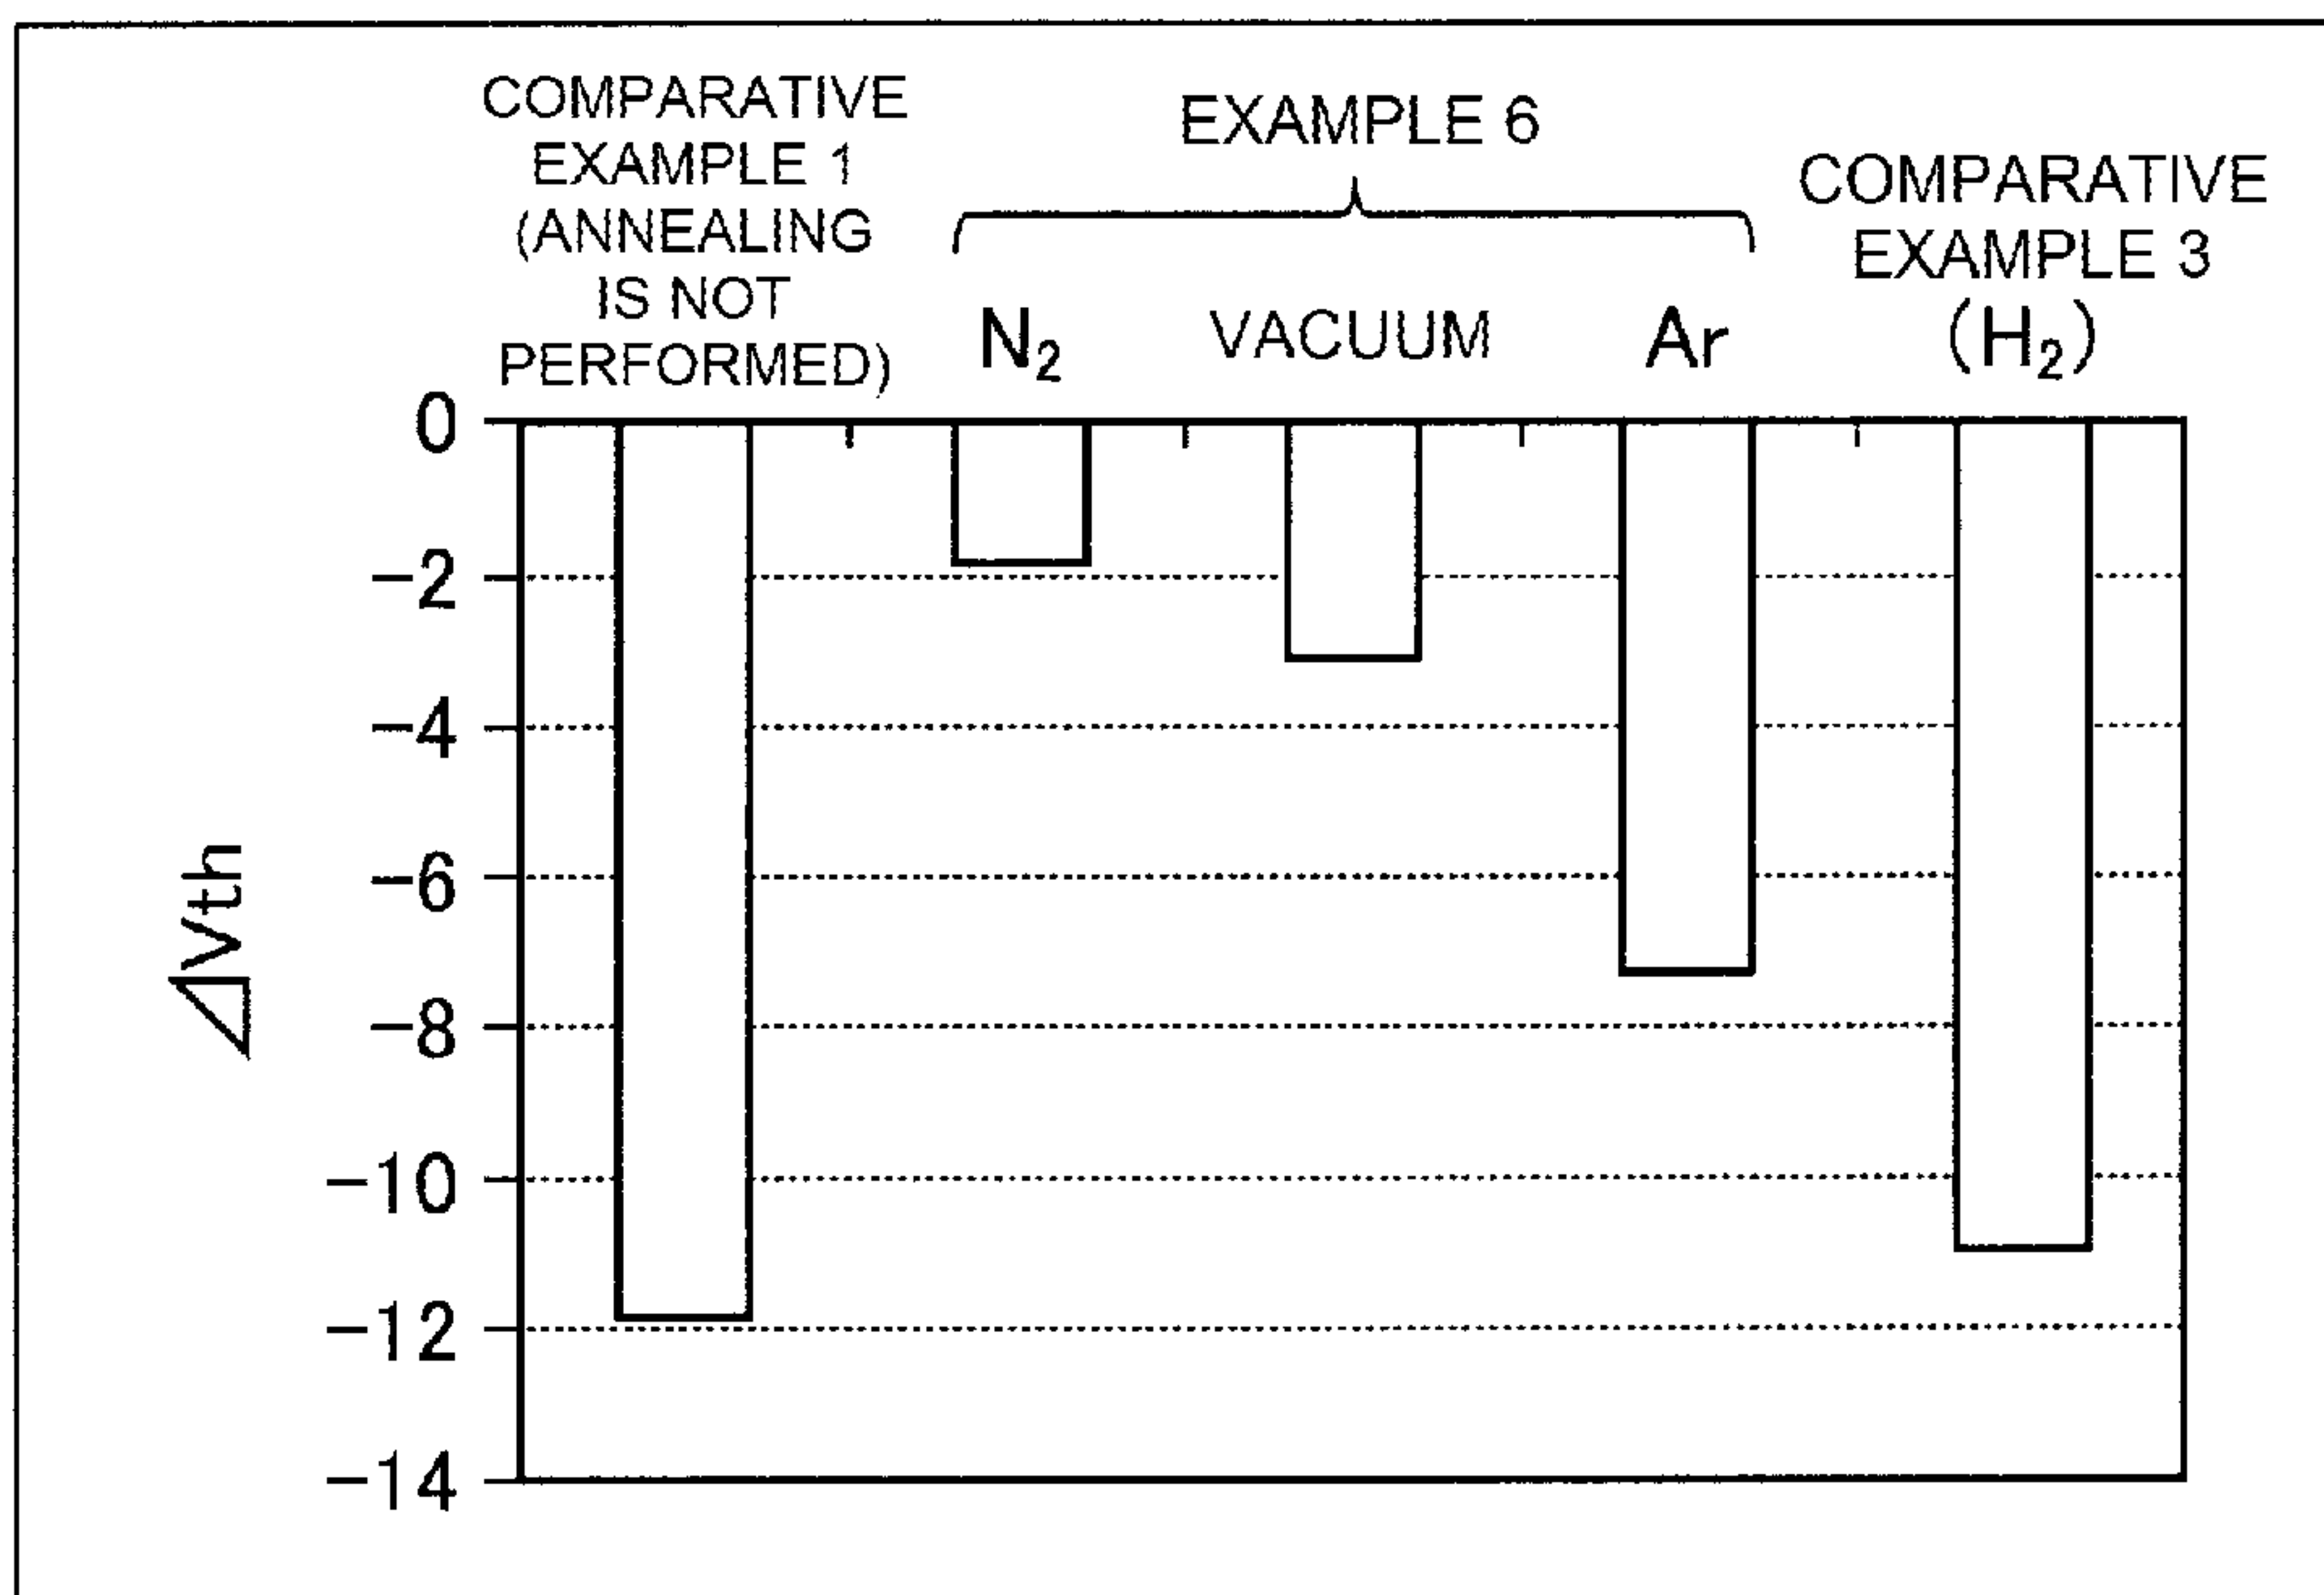 COMPARATIVE
EXAMPLE 1
(ANNEALING
IS NOT
PERFORMED)
EXAMPLE 6
N₂
VACUUM
Ar
COMPARATIVE
EXAMPLE 3
(H₂)
0
−2
−4
−6
−8
−10
−12
−14
ΔVth